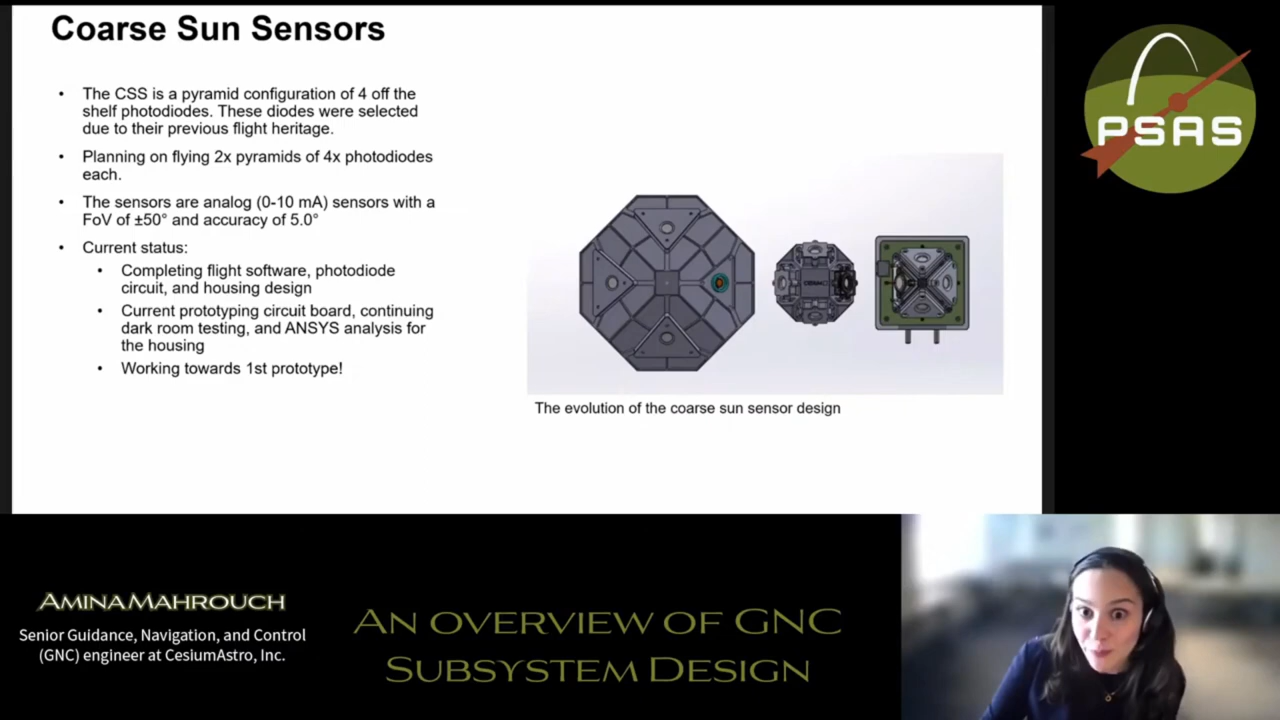 Coarse Sun Sensors
PSAS
• The CSS is a pyramid configuration of 4 off the
shelf photodiodes. These diodes were selected
due to their previous flight heritage.
• Planning on flying 2x pyramids of 4x photodiodes
each.
• The sensors are analog (0-10 mA) sensors with a
FoV of ±50° and accuracy of 5.0°
• Current status:
• Completing flight software, photodiode
circuit, and housing design
• Current prototyping circuit board, continuing
dark room testing, and ANSYS analysis for
the housing
• Working towards 1st prototype!
The evolution of the coarse sun sensor design
AMINA MAHROUCH
Senior Guidance, Navigation, and Control
(GNC) engineer at CesiumAstro, Inc.
AN OVERVIEW OF GNC
SUBSYSTEM DESIGN